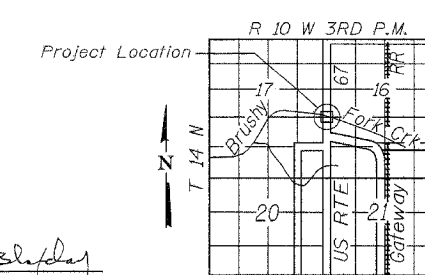 R 10 W 3RD P.M.
Project Location
17
67
RR
16
Brushy
Fork Crk.
N
T 14 N
20
US RTE
21
Gateway